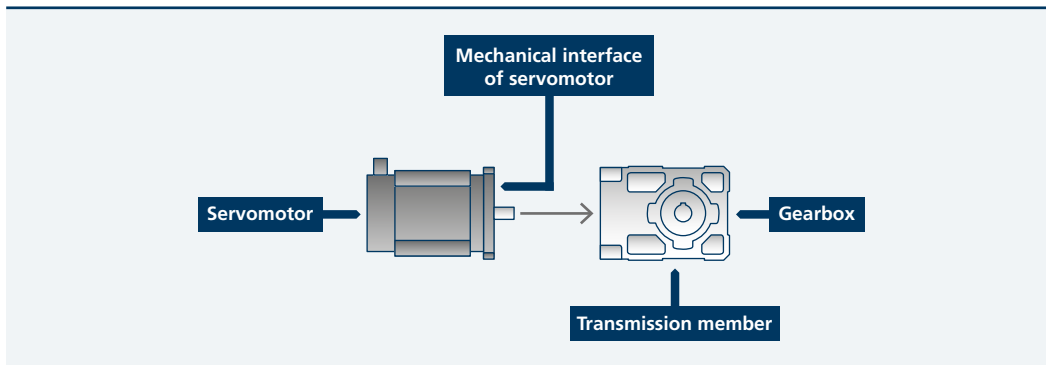 Mechanical interface
of servomotor
Servomotor
Gearbox
Transmission member